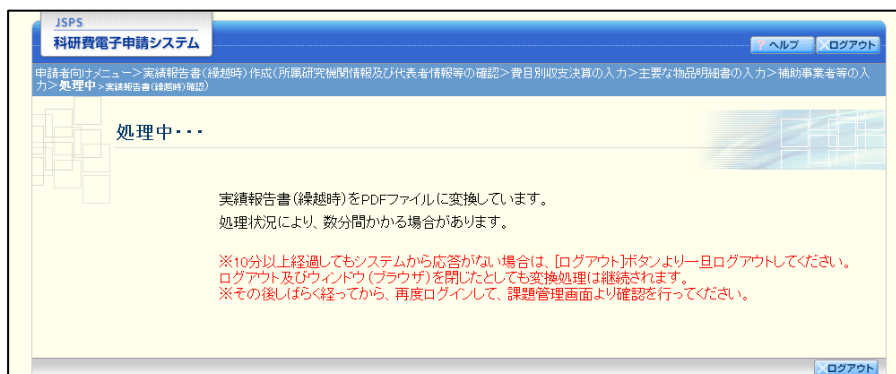 JSPS
科研費電子申請システム
? ヘルプ
ログアウト
申請者向けメニュー>実績報告書(繰越時)作成(所属研究機関情報及び代表者情報等の確認>費目別収支決算の入力>主要な物品明細書の入力>補助事業者等の入
力>処理中>実績報告書(繰越時)確認)
処理中・・・
実績報告書(繰越時)をPDFファイルに変換しています。
処理状況により、数分間かかる場合があります。
※10分以上経過してもシステムから応答がない場合は、[ログアウト]ボタンより一旦ログアウトしてください。
ログアウト及びウィンドウ(ブラウザ)を閉じたとしても変換処理は継続されます。
※その後しばらく経ってから、再度ログインして、課題管理画面より確認を行ってください。
ログアウト